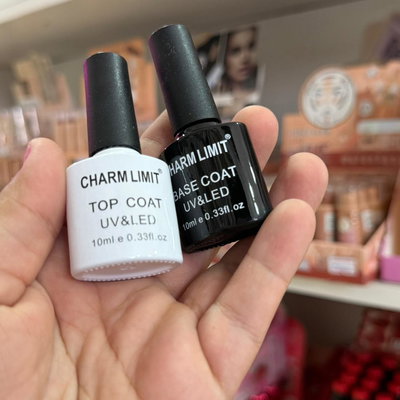 CHARM LIMIT®
TOP COAT
UV&LED
10ml e 0.33fl.oz
CHARM LIMIT®
BASE COAT
UV&LED
10ml e 0.33fl.oz